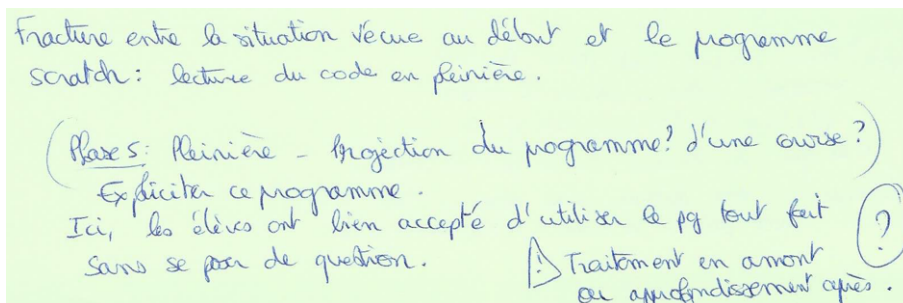 Fracture entre la situation vécue au début et le programme
scratch : lecture du code en pleinière.
(Phase 5 : Pleinière - Projection du programme ? d'une course ?)
Expliciter ce programme.
Ici, les élèves ont bien accepté d'utiliser le pg tout fait
sans se poser de question.
(?)
! Traitement en amont
ou approfondissement après.